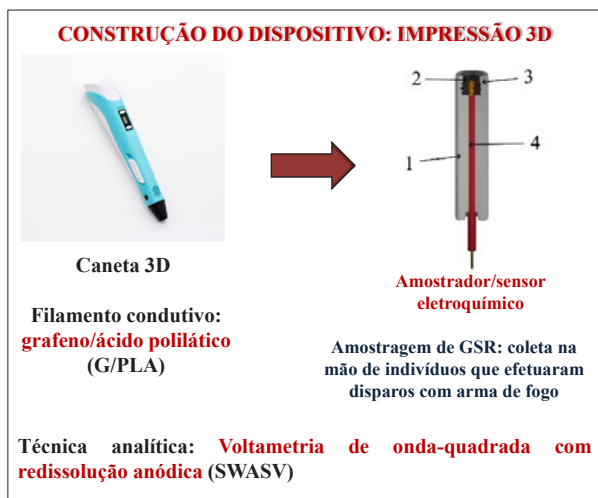 CONSTRUÇÃO DO DISPOSITIVO: IMPRESSÃO 3D
2
3
4
1
Caneta 3D
Filamento condutivo:
grafeno/ácido polilático
(G/PLA)
Amostrador/sensor
eletroquímico
Amostragem de GSR: coleta na
mão de indivíduos que efetuaram
disparos com arma de fogo
Técnica analítica: Voltametria de onda-quadrada com
redissolução anódica (SWASV)